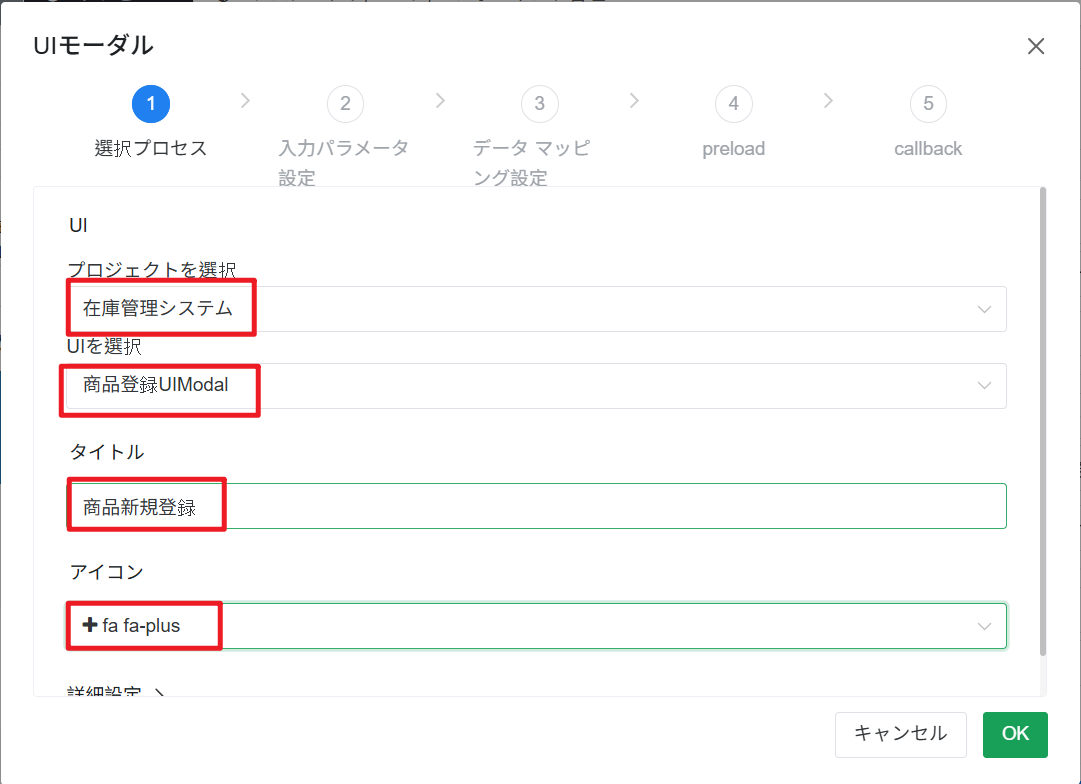 UIモーダル
1
2
3
4
5
選択プロセス
入力パラメータ
設定
データ マッピ
ング設定
preload
callback
UI
プロジェクトを選択
在庫管理システム
UIを選択
商品登録UIModal
タイトル
商品新規登録
アイコン
fa fa-plus
詳細設定
キャンセル
OK